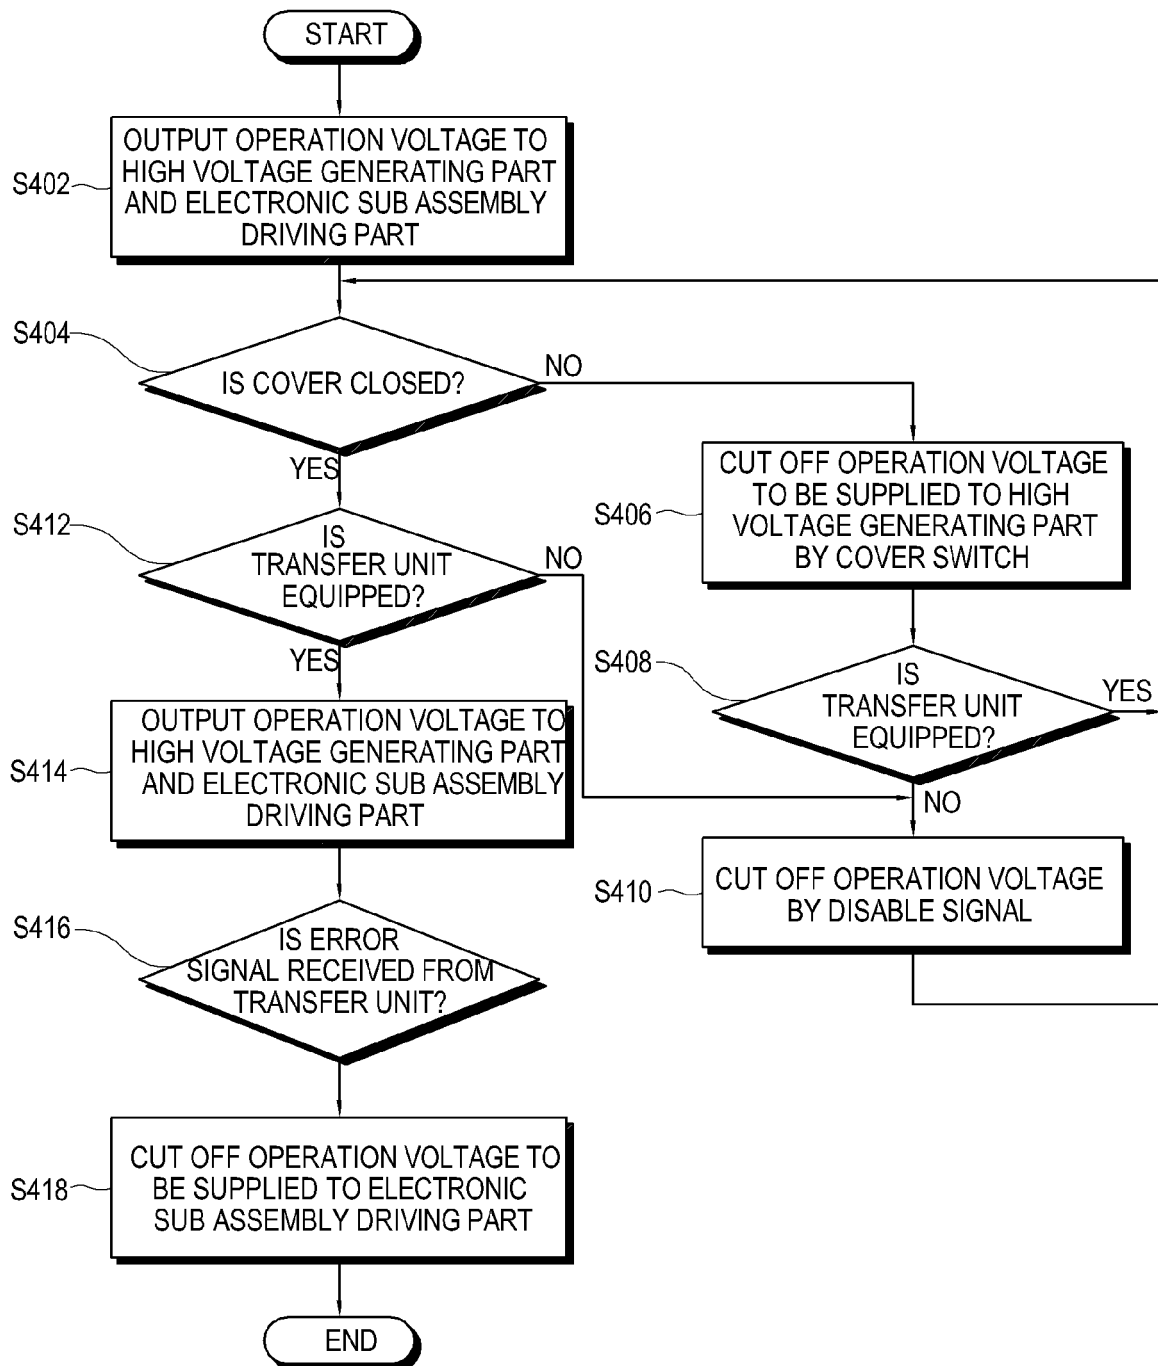 START
S402
OUTPUT OPERATION VOLTAGE TO
HIGH VOLTAGE GENERATING PART
AND ELECTRONIC SUB ASSEMBLY
DRIVING PART
S404
IS COVER CLOSED?
NO
YES
S406
CUT OFF OPERATION VOLTAGE
TO BE SUPPLIED TO HIGH
VOLTAGE GENERATING PART
BY COVER SWITCH
S412
IS
TRANSFER UNIT
EQUIPPED?
NO
YES
S408
IS
TRANSFER UNIT
EQUIPPED?
YES
NO
S414
OUTPUT OPERATION VOLTAGE TO
HIGH VOLTAGE GENERATING PART
AND ELECTRONIC SUB ASSEMBLY
DRIVING PART
S410
CUT OFF OPERATION VOLTAGE
BY DISABLE SIGNAL
S416
IS ERROR
SIGNAL RECEIVED FROM
TRANSFER UNIT?
S418
CUT OFF OPERATION VOLTAGE TO
BE SUPPLIED TO ELECTRONIC
SUB ASSEMBLY DRIVING PART
END